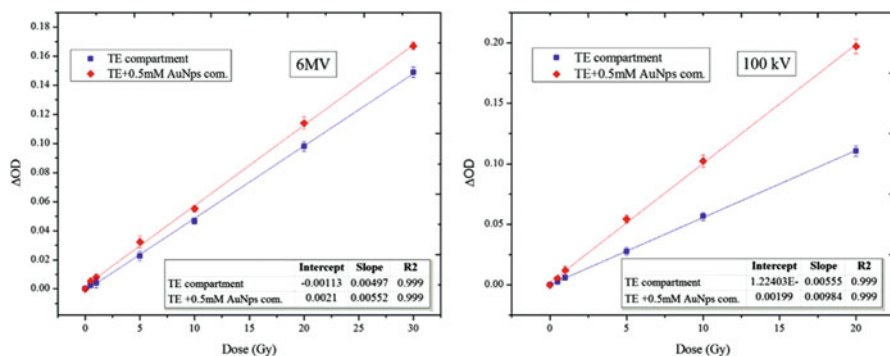 0.18
0.16
0.14
0.12
0.10
0.08
0.06
0.04
0.02
0.00
ΔOD
TE compartment
TE+0.5mM AuNps com.
6MV
Intercept Slope R2
TE compartment -0.00113 0.00497 0.999
TE +0.5mM AuNps com. 0.0021 0.00552 0.999
0 5 10 15 20 25 30
Dose (Gy)
0.20
0.15
0.10
0.05
0.00
ΔOD
TE compartment
TE+0.5mM AuNps com.
100 kV
Intercept Slope R2
TE compartment 1.22403E- 0.00555 0.999
TE +0.5mM AuNps com. 0.00199 0.00984 0.999
0 5 10 15 20
Dose (Gy)